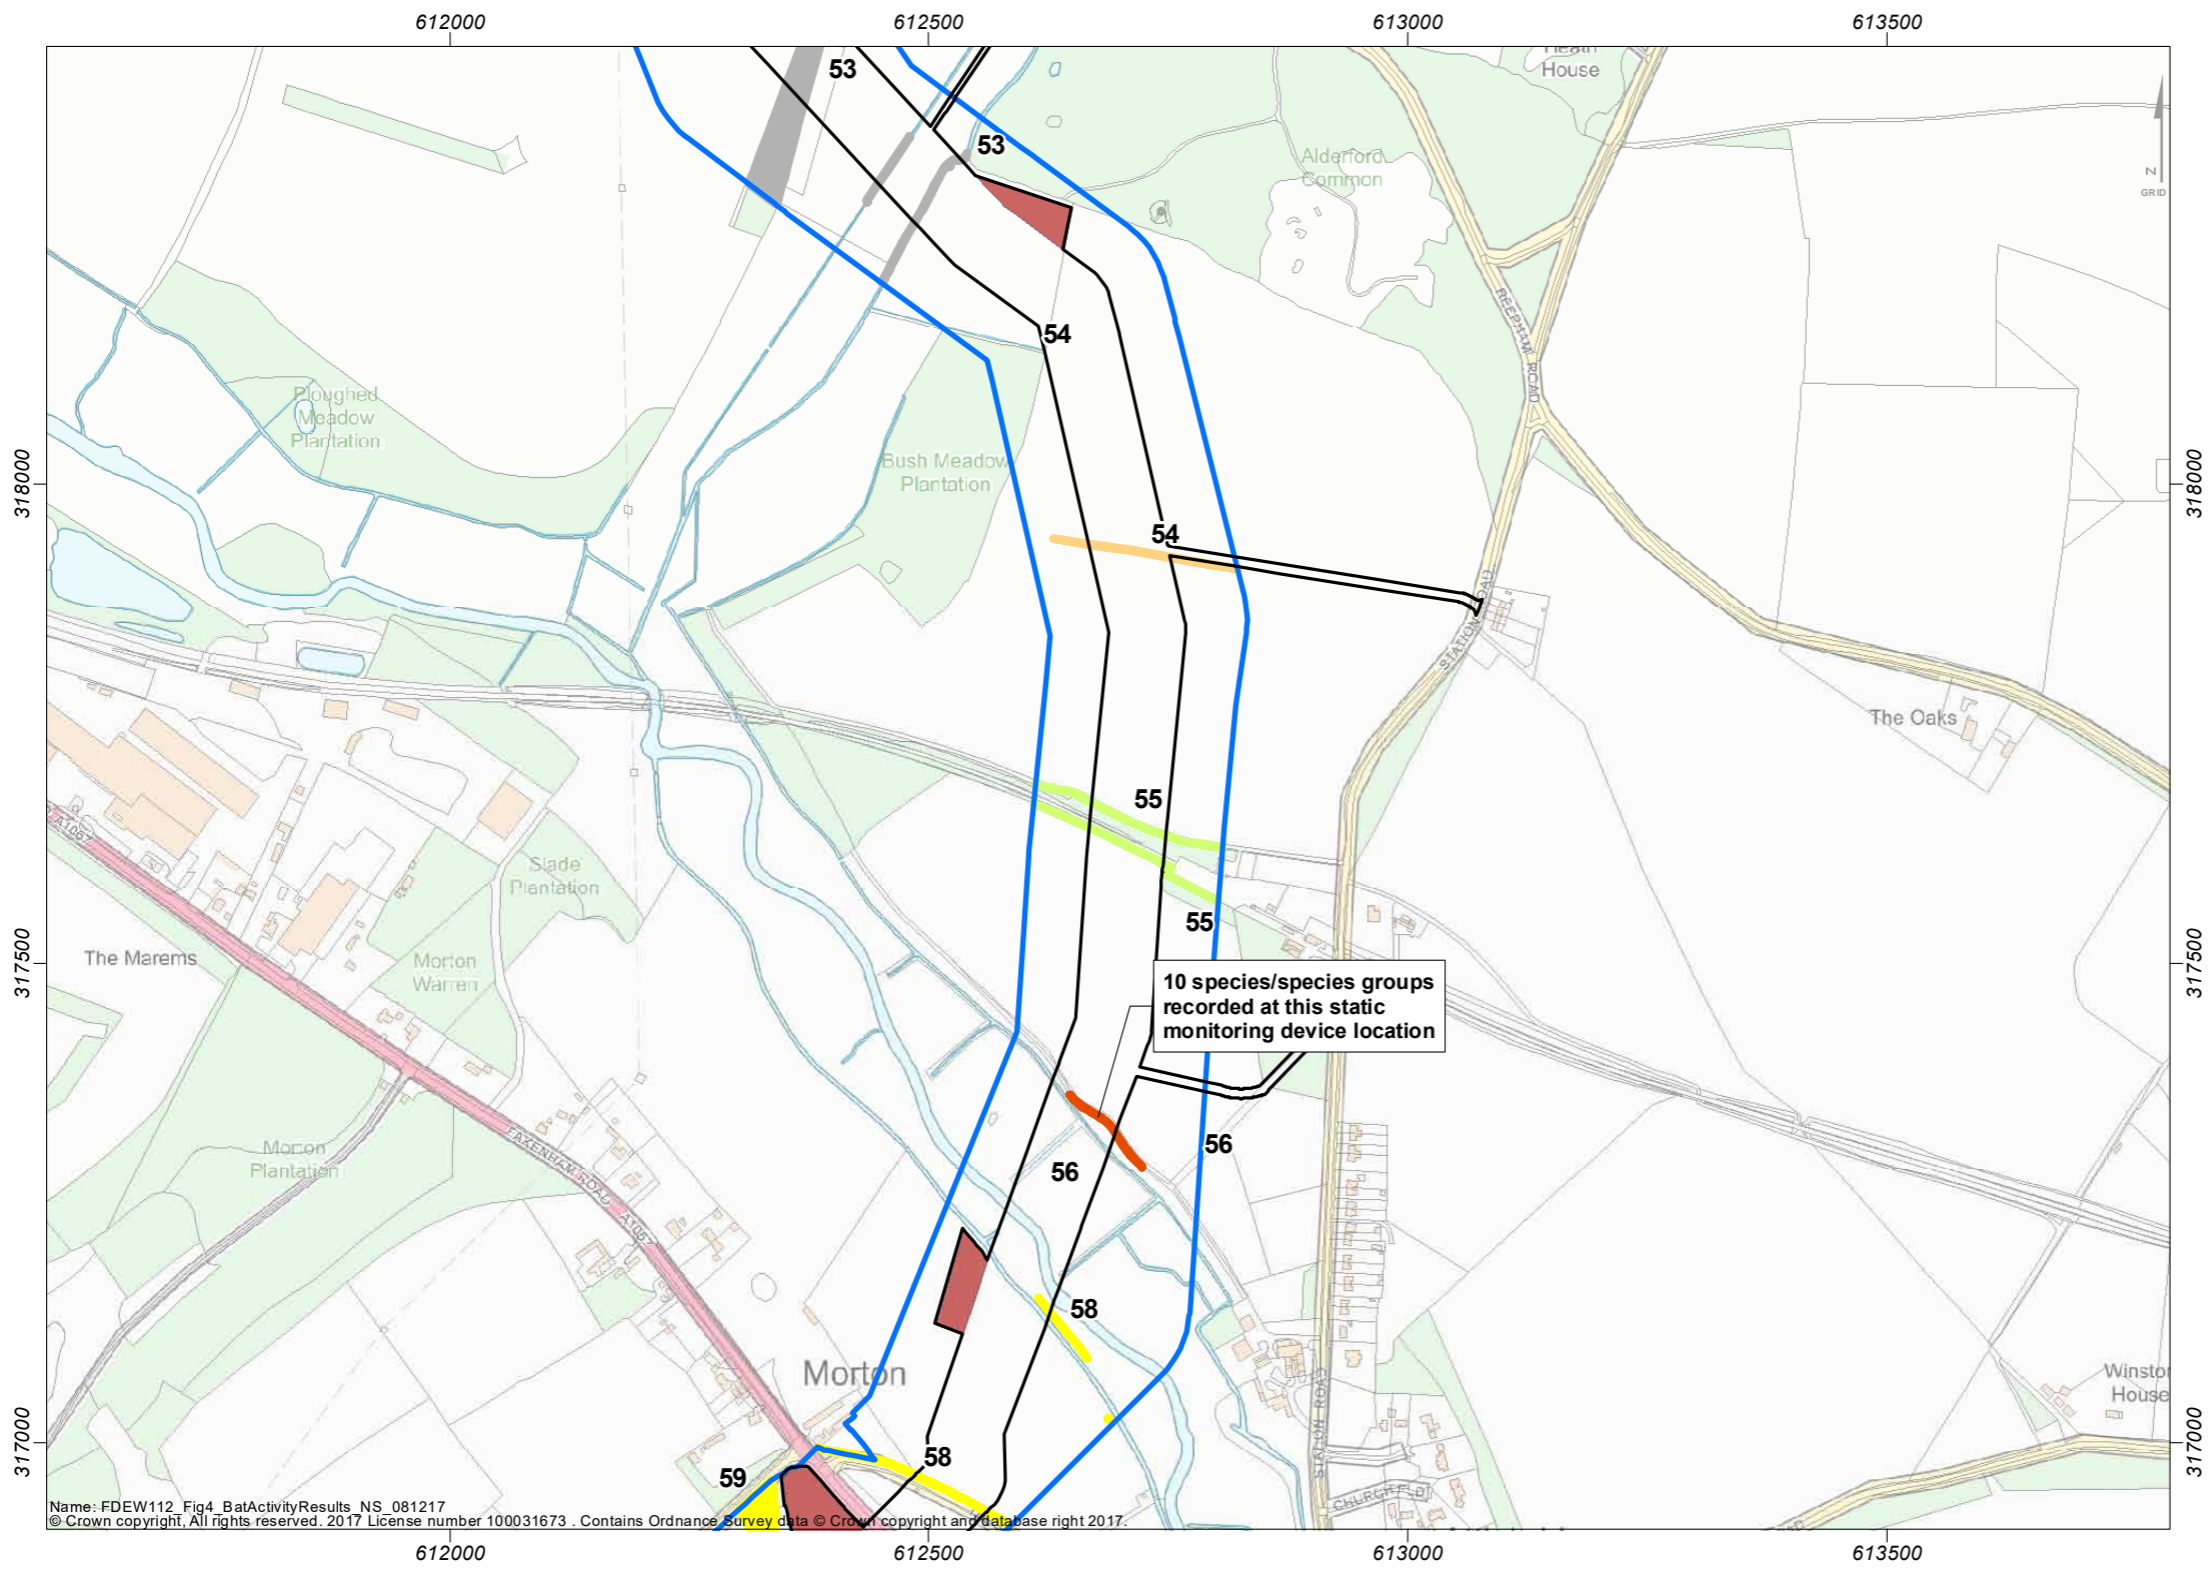 612000
612500
613000
613500
53
Heath
House
53
Alderford
Common
N
GRID
54
REEPHAM ROAD
Ploughed
Meadow
Plantation
Bush Meadow
Plantation
318000
318000
54
STATION ROAD
The Oaks
55
A1067
Slade
Plantation
55
The Marems
Morton
Warren
317500
317500
10 species/species groups
recorded at this static
monitoring device location
56
56
Morton
Plantation
FAKENHAM ROAD
A1067
58
Morton
Winston
House
STATION ROAD
317000
317000
58
59
CHURCHFIELD
Name: FDEW112_Fig4_BatActivityResults_NS_081217
© Crown copyright, All rights reserved. 2017 License number 100031673 . Contains Ordnance Survey data © Crown copyright and database right 2017.
612000
612500
613000
613500